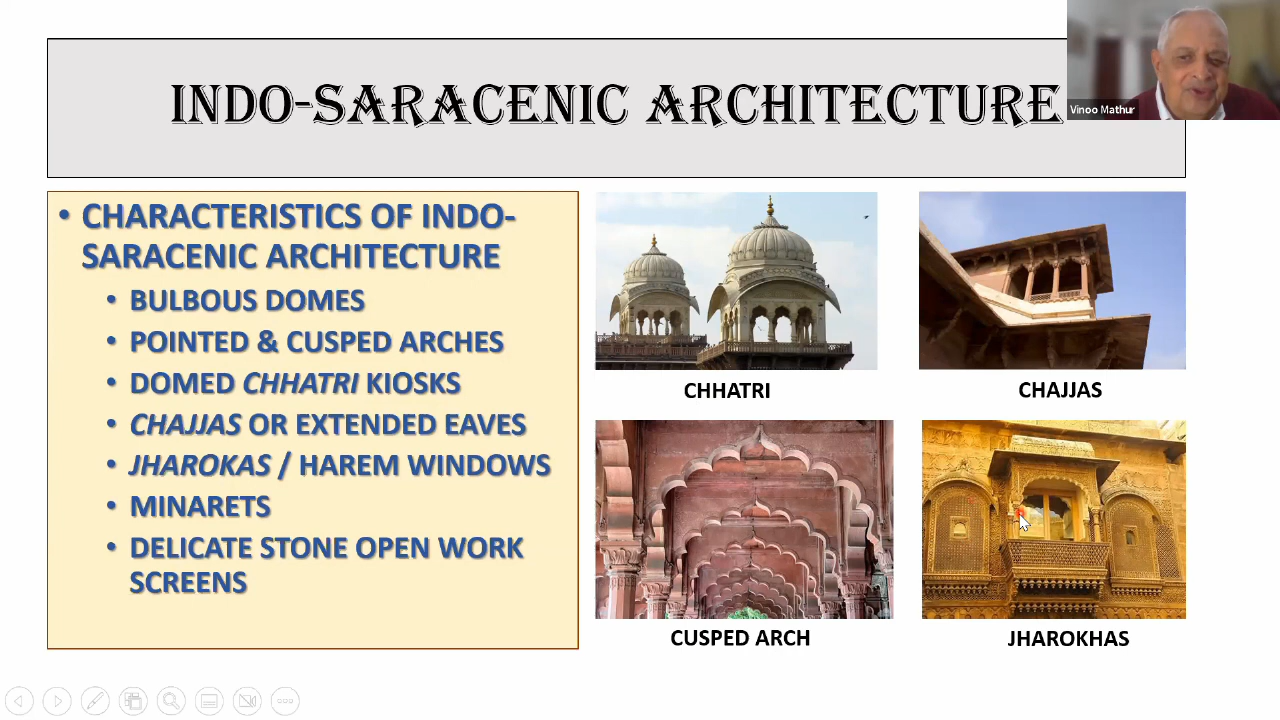 INDO-SARACENIC ARCHITECTURE
Vinoo Mathur
• CHARACTERISTICS OF INDO-
SARACENIC ARCHITECTURE
• BULBOUS DOMES
• POINTED & CUSPED ARCHES
• DOMED CHHATRI KIOSKS
• CHAJJAS OR EXTENDED EAVES
• JHAROKAS / HAREM WINDOWS
• MINARETS
• DELICATE STONE OPEN WORK
SCREENS
CHHATRI
CHAJJAS
CUSPED ARCH
JHAROKHAS